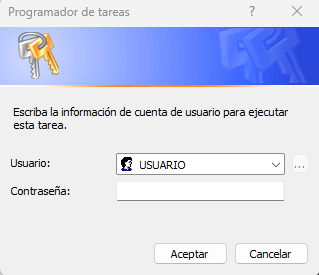 Programador de tareas
Escriba la información de cuenta de usuario para ejecutar
esta tarea.
Usuario: USUARIO ...
Contraseña:
Aceptar Cancelar